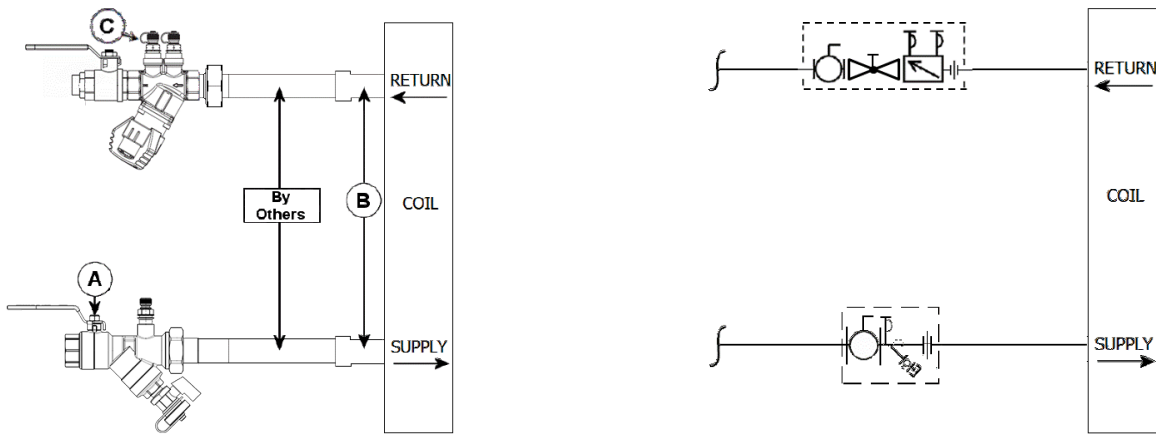 C
RETURN
COIL
By
Others
B
A
SUPPLY
RETURN
COIL
SUPPLY